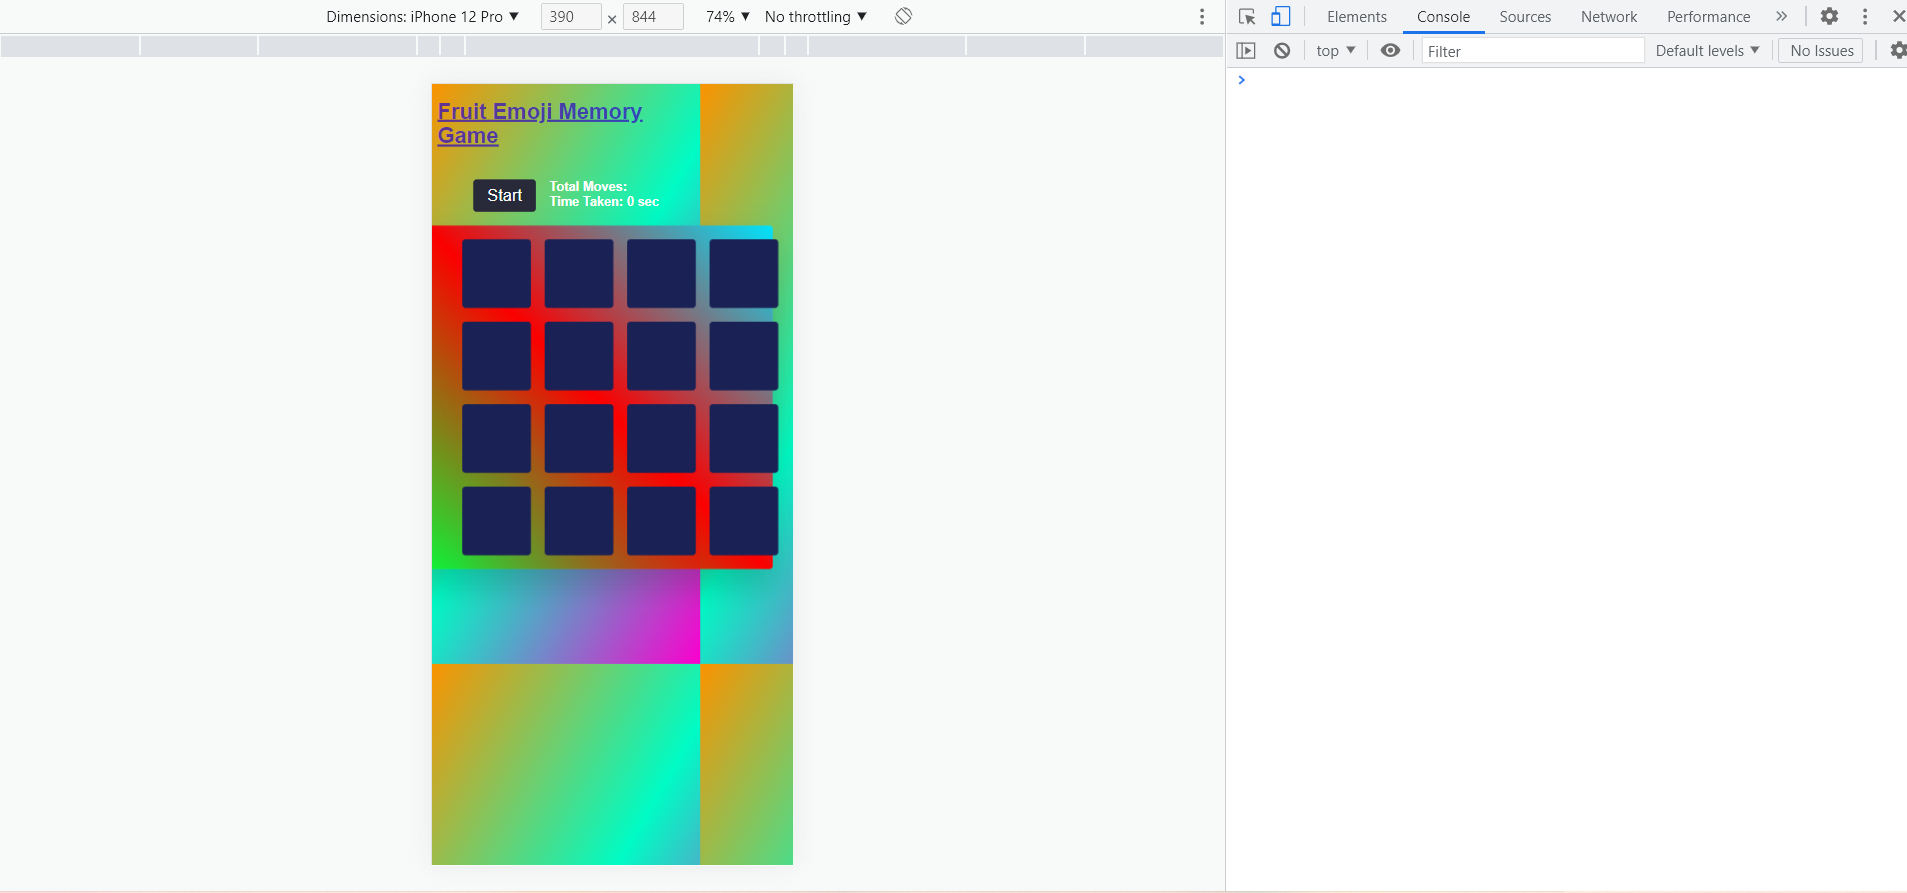 Dimensions: iPhone 12 Pro ▼ 390 × 844 74% ▼ No throttling ▼
Elements Console Sources Network Performance »
top ▼ Filter Default levels ▼ No Issues
Fruit Emoji Memory
Game
Start
Total Moves:
Time Taken: 0 sec